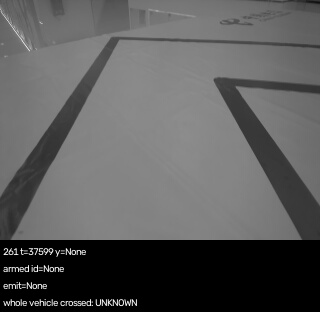 261 t=37599 y=None
armed id=None
emit=None
whole vehicle crossed: UNKNOWN